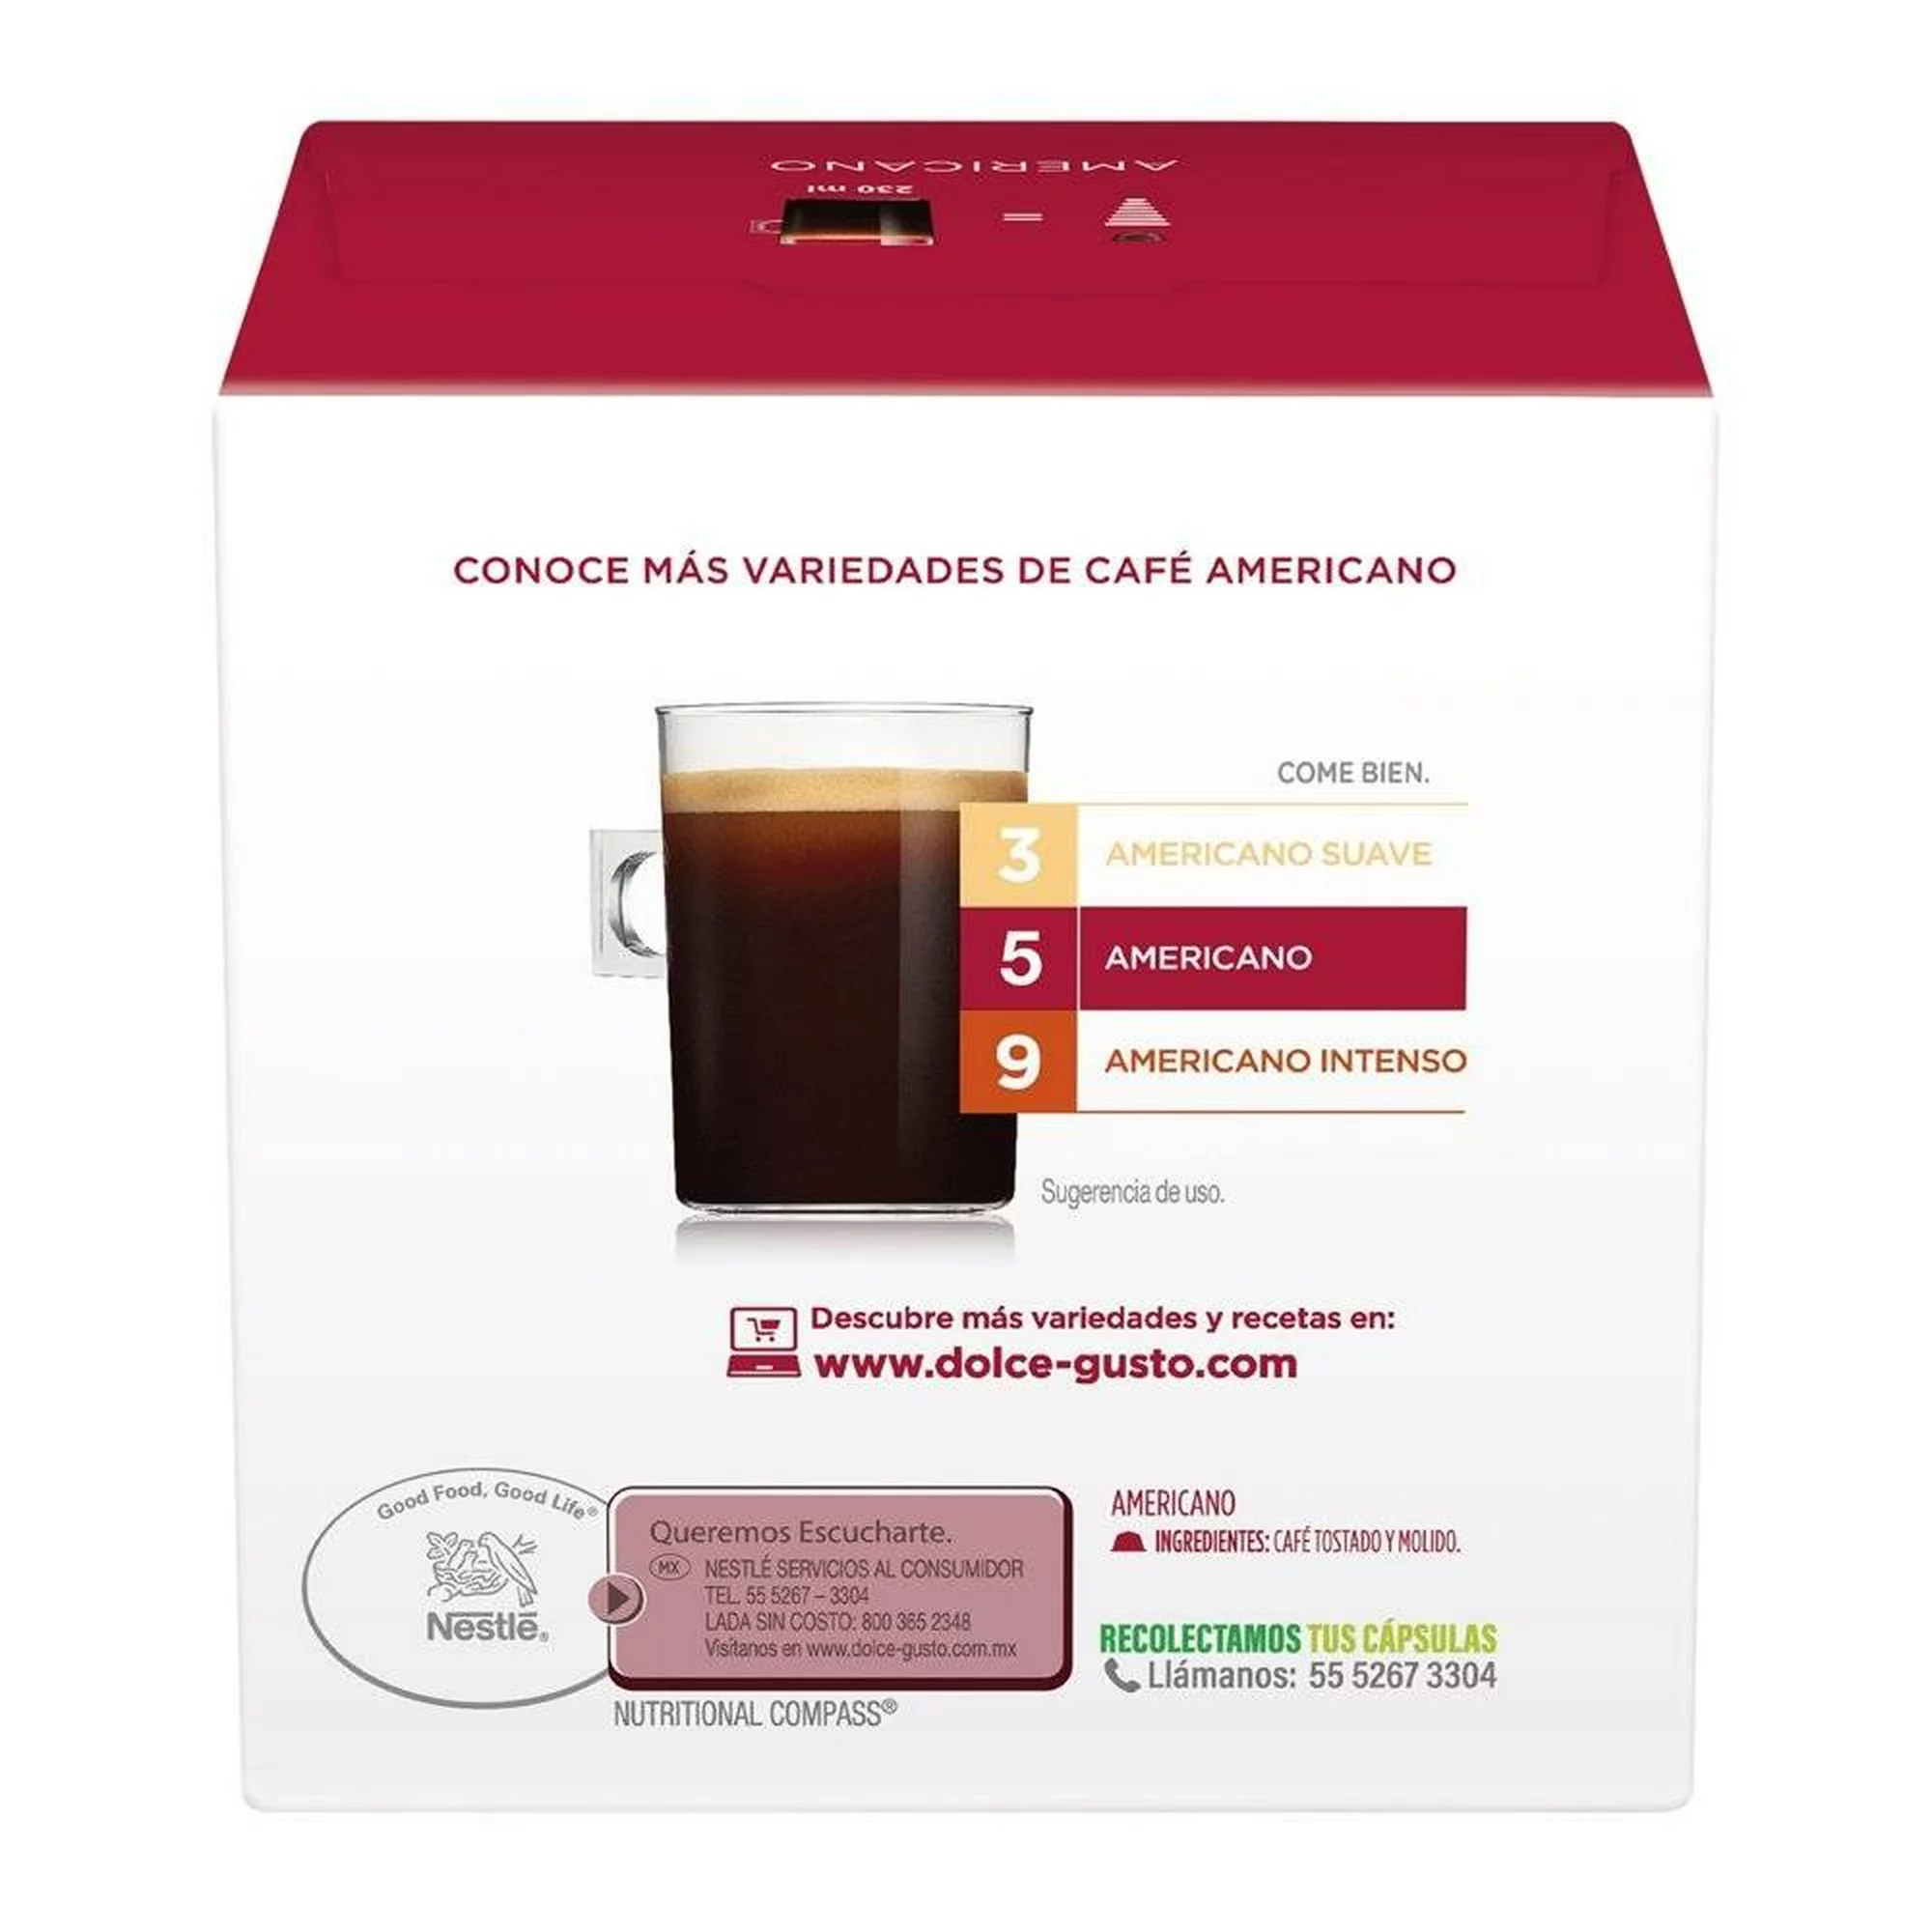 AMERICANO
230 ml
CONOCE MÁS VARIEDADES DE CAFÉ AMERICANO
COME BIEN.
3 AMERICANO SUAVE
5 AMERICANO
9 AMERICANO INTENSO
Sugerencia de uso.
Descubre más variedades y recetas en:
www.dolce-gusto.com
Good Food, Good Life®
Nestlé®
Queremos Escucharte.
MX NESTLÉ SERVICIOS AL CONSUMIDOR
TEL. 55 5267 – 3304
LADA SIN COSTO: 800 365 2348
Visítanos en www.dolce-gusto.com.mx
NUTRITIONAL COMPASS®
AMERICANO
INGREDIENTES: CAFÉ TOSTADO Y MOLIDO.
RECOLECTAMOS TUS CÁPSULAS
Llámanos: 55 5267 3304